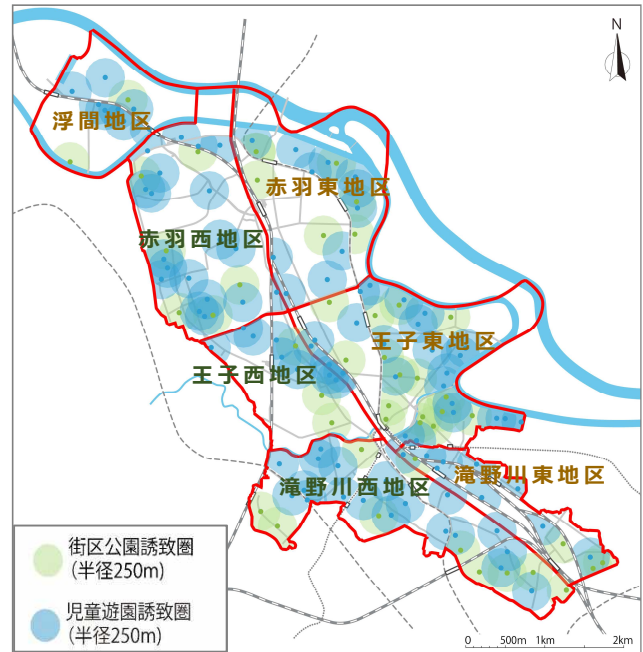 N
浮間地区
赤羽東地区
赤羽西地区
王子東地区
王子西地区
滝野川東地区
滝野川西地区
街区公園誘致圏
(半径250m)
児童遊園誘致圏
(半径250m)
0 500m 1km 2km